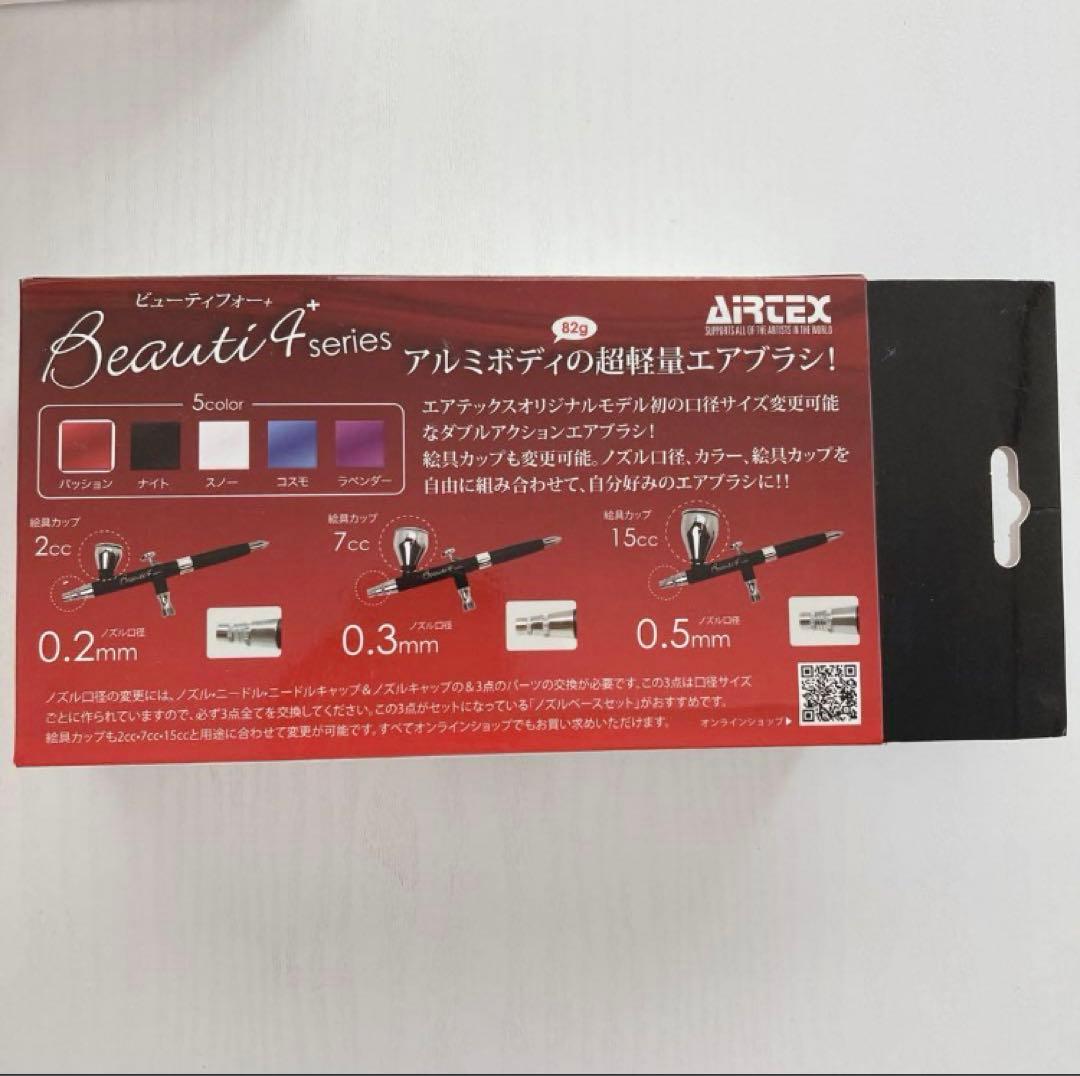 ビューティフォー+
Beauti4+series
AIRTEX
SUPPORTS ALL OF THE ARTISTS IN THE WORLD
82g
アルミボディの超軽量エアブラシ!
5color
パッション ナイト スノー コスモ ラベンダー
エアテックスオリジナルモデル初の口径サイズ変更可能
なダブルアクションエアブラシ!
絵具カップも変更可能。ノズル口径、カラー、絵具カップを
自由に組み合わせて、自分好みのエアブラシに!!
絵具カップ
2cc
Beauti4
ノズル口径
0.2mm
絵具カップ
7cc
Beauti4
ノズル口径
0.3mm
絵具カップ
15cc
Beauti4
ノズル口径
0.5mm
ノズル口径の変更には、ノズル・ニードル・ニードルキャップ&ノズルキャップの&3点のパーツの交換が必要です。この3点は口径サイズ
ごとに作られていますので、必ず3点全てを交換してください。この3点がセットになっている「ノズルベースセット」がおすすめです。
絵具カップも2cc・7cc・15ccと用途に合わせて変更が可能です。すべてオンラインショップでもお買い求めいただけます。
オンラインショップ▶